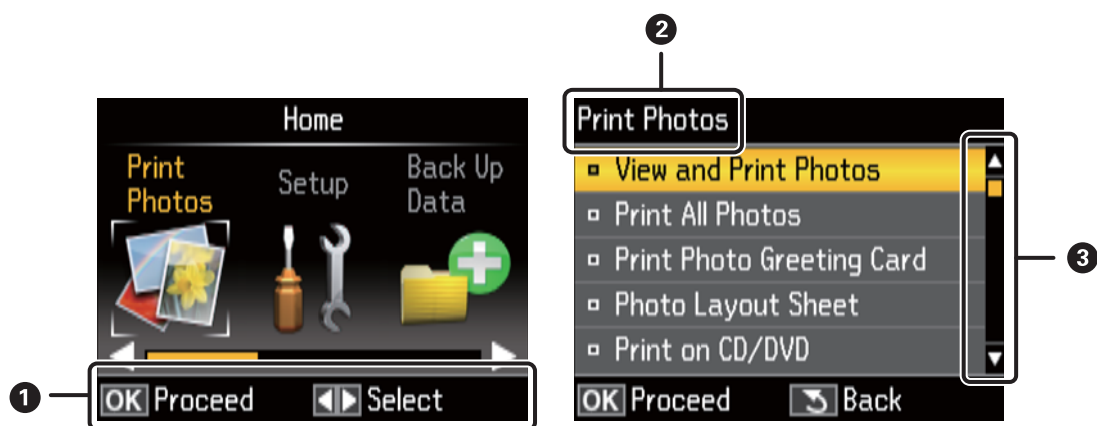 2
Home
Print Photos
Setup
Back Up Data
OK Proceed
Select
1
Print Photos
View and Print Photos
Print All Photos
Print Photo Greeting Card
Photo Layout Sheet
Print on CD/DVD
OK Proceed
Back
3